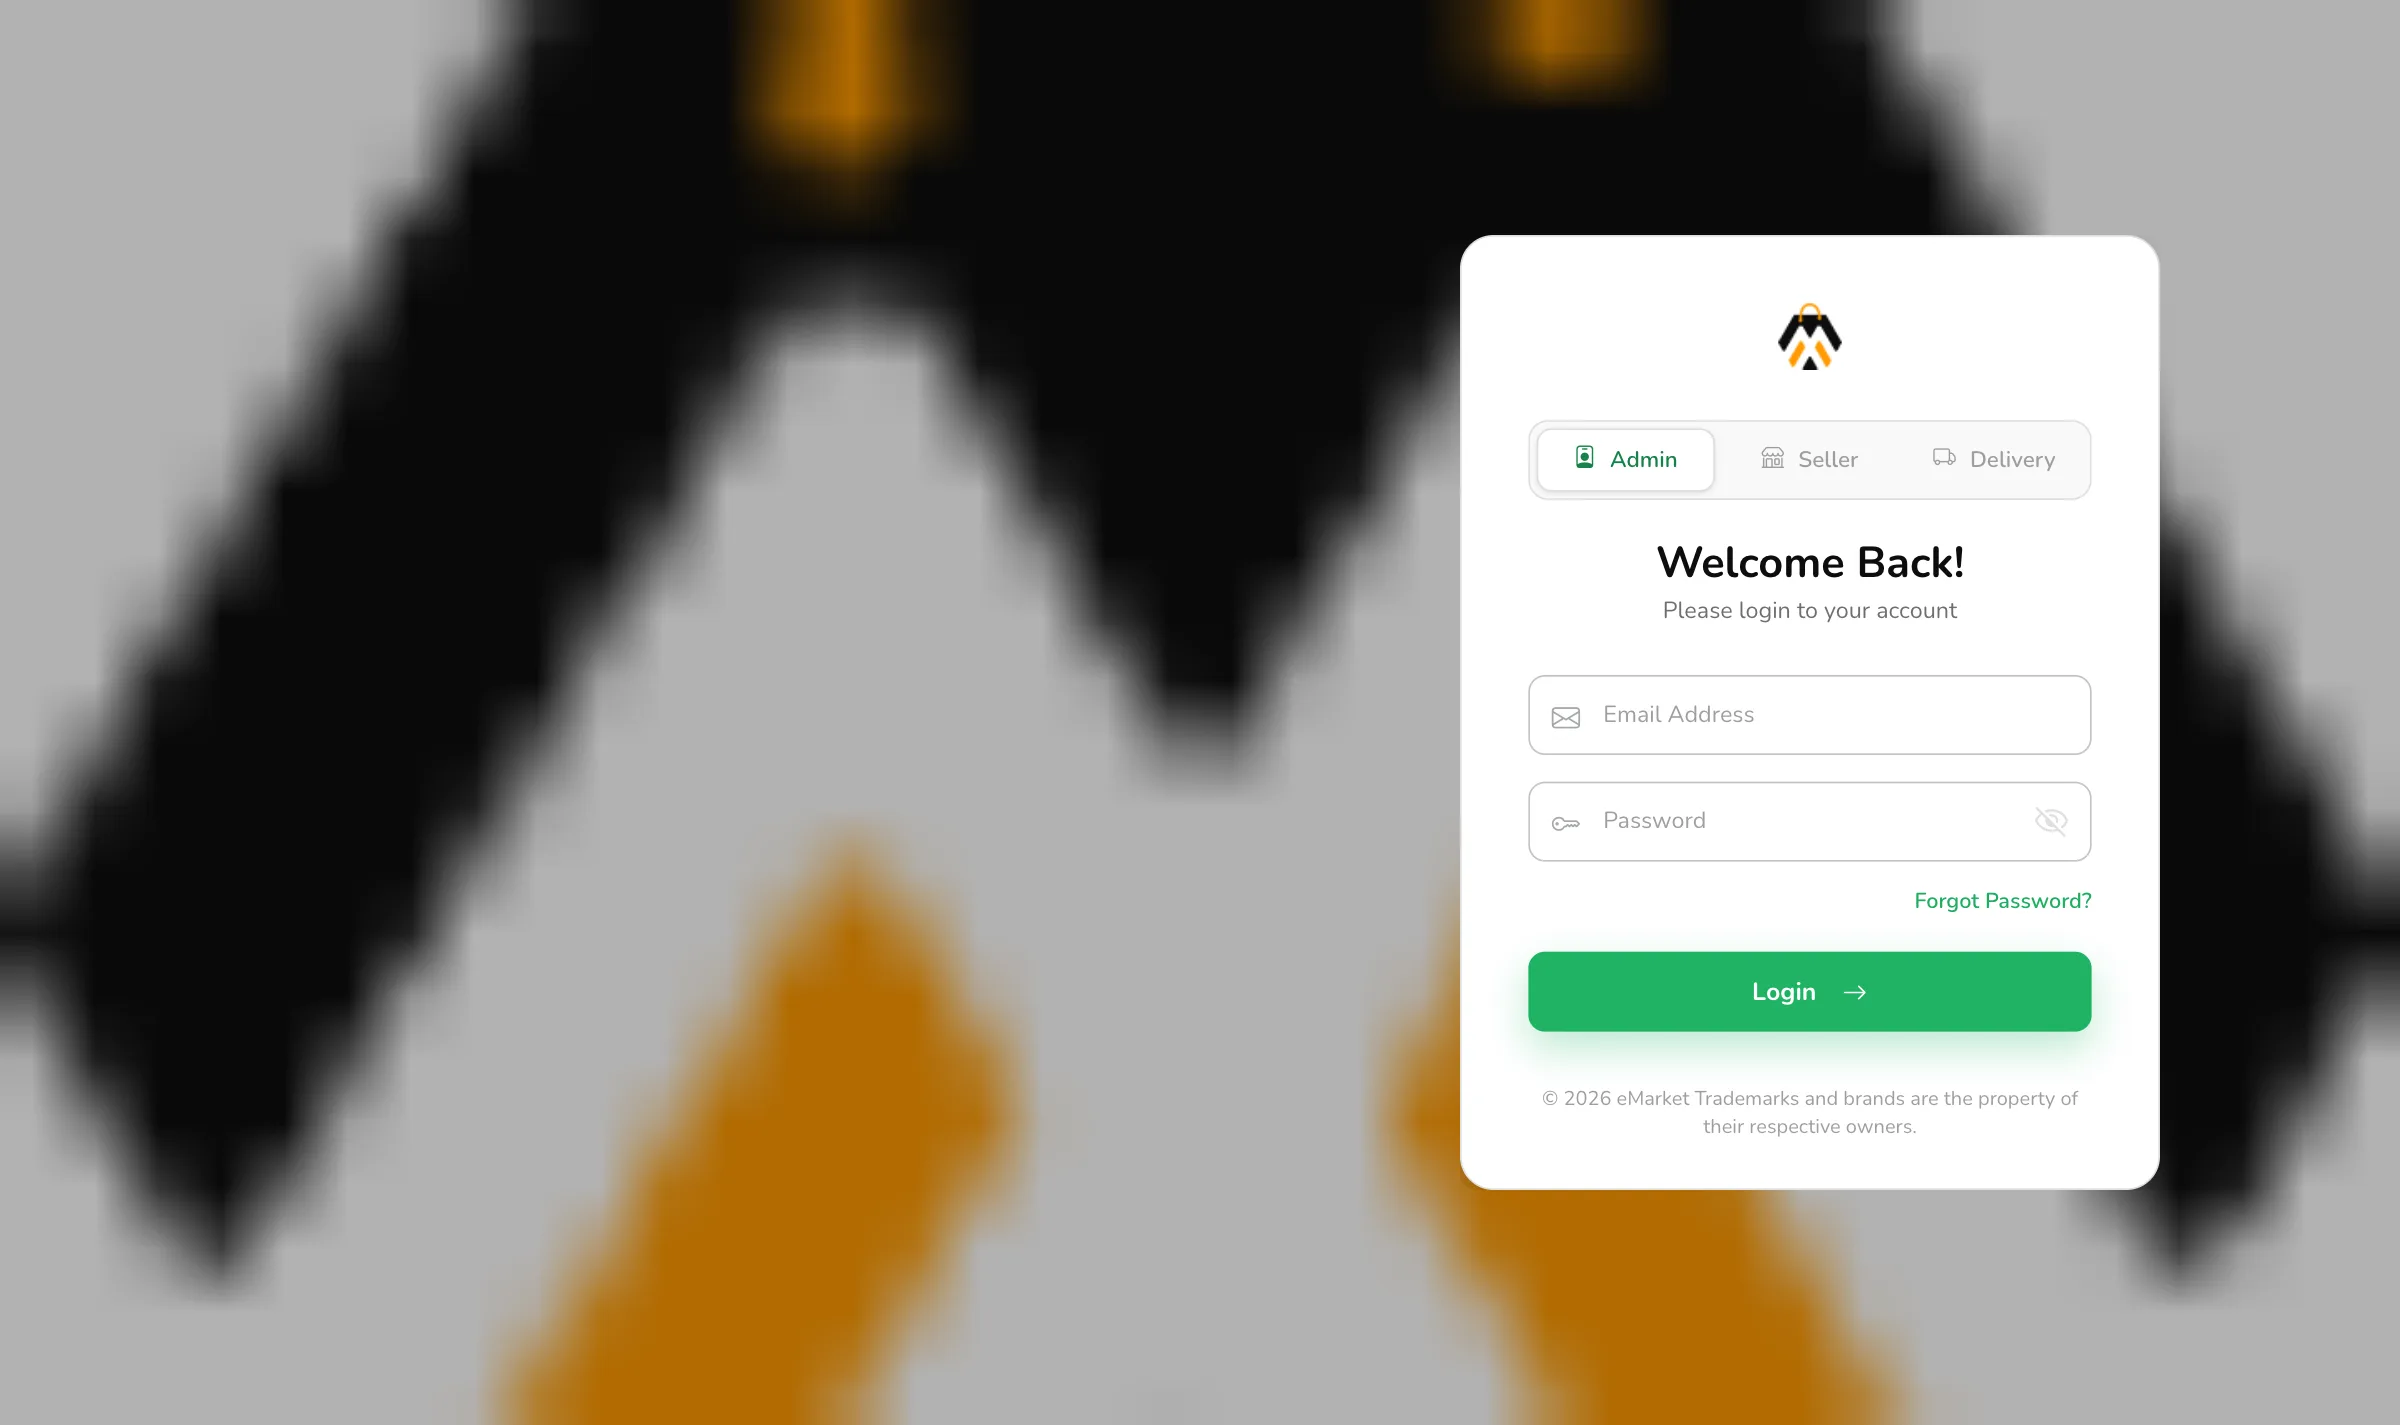 Admin
Seller
Delivery
Welcome Back!
Please login to your account
Email Address
Password
Forgot Password?
Login
© 2026 eMarket Trademarks and brands are the property of
their respective owners.